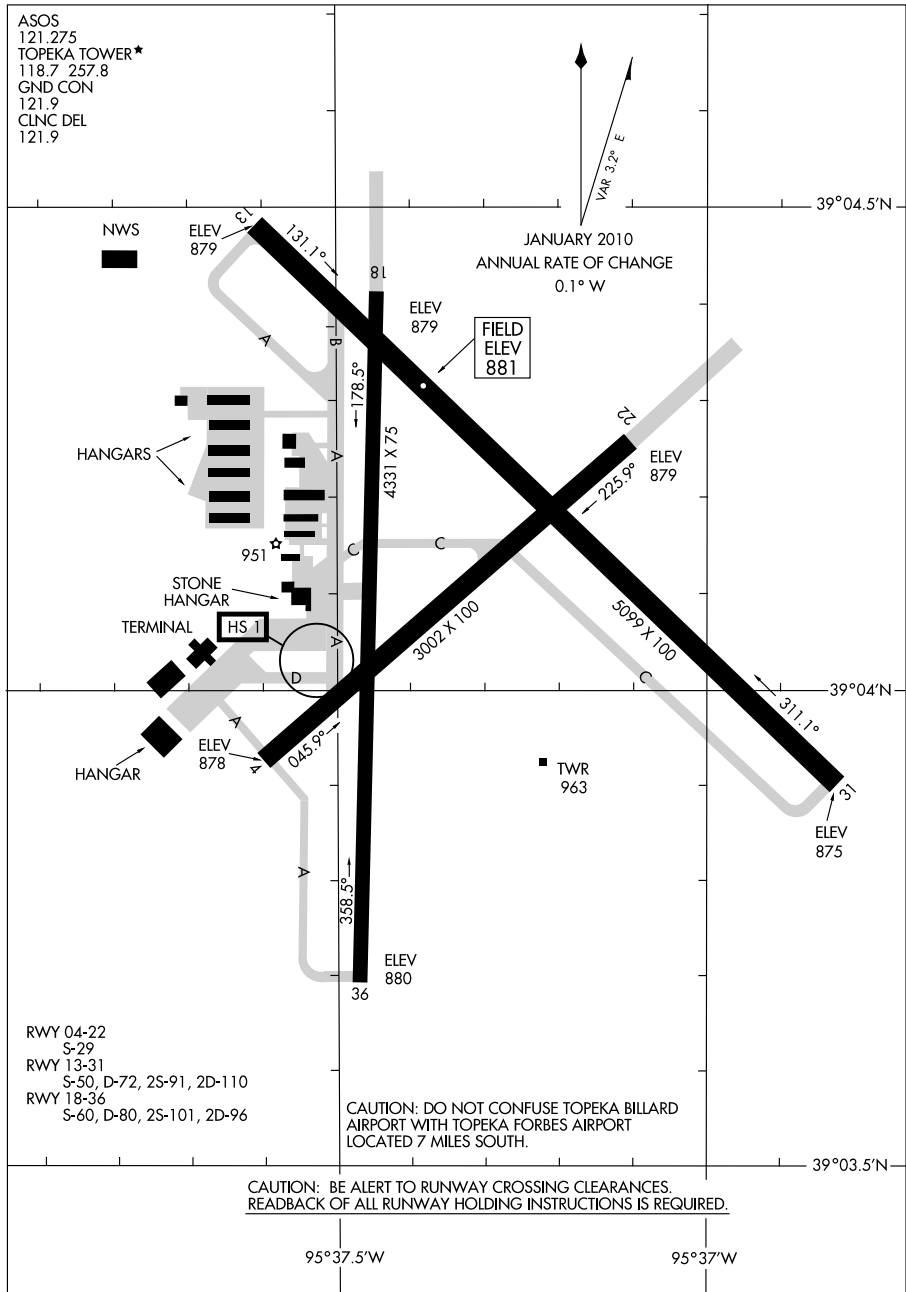 ASOS
121.275
TOPEKA TOWER★
118.7 257.8
GND CON
121.9
CLNC DEL
121.9
VAR 3.2° E
JANUARY 2010
ANNUAL RATE OF CHANGE
0.1° W
39°04.5'N
NWS
ELEV
879
13
131.1°
18
ELEV
879
FIELD
ELEV
881
A
B
178.5°
4331 X 75
22
ELEV
879
225.9°
HANGARS
A
951
C
C
STONE
HANGAR
TERMINAL
HS 1
A
D
3002 X 100
5099 X 100
C
39°04'N
311.1°
A
HANGAR
ELEV
878
4
045.9°
TWR
963
31
ELEV
875
A
358.5°
ELEV
880
36
RWY 04-22
S-29
RWY 13-31
S-50, D-72, 2S-91, 2D-110
RWY 18-36
S-60, D-80, 2S-101, 2D-96
CAUTION: DO NOT CONFUSE TOPEKA BILLARD
AIRPORT WITH TOPEKA FORBES AIRPORT
LOCATED 7 MILES SOUTH.
39°03.5'N
CAUTION: BE ALERT TO RUNWAY CROSSING CLEARANCES.
READBACK OF ALL RUNWAY HOLDING INSTRUCTIONS IS REQUIRED.
95°37.5'W
95°37'W